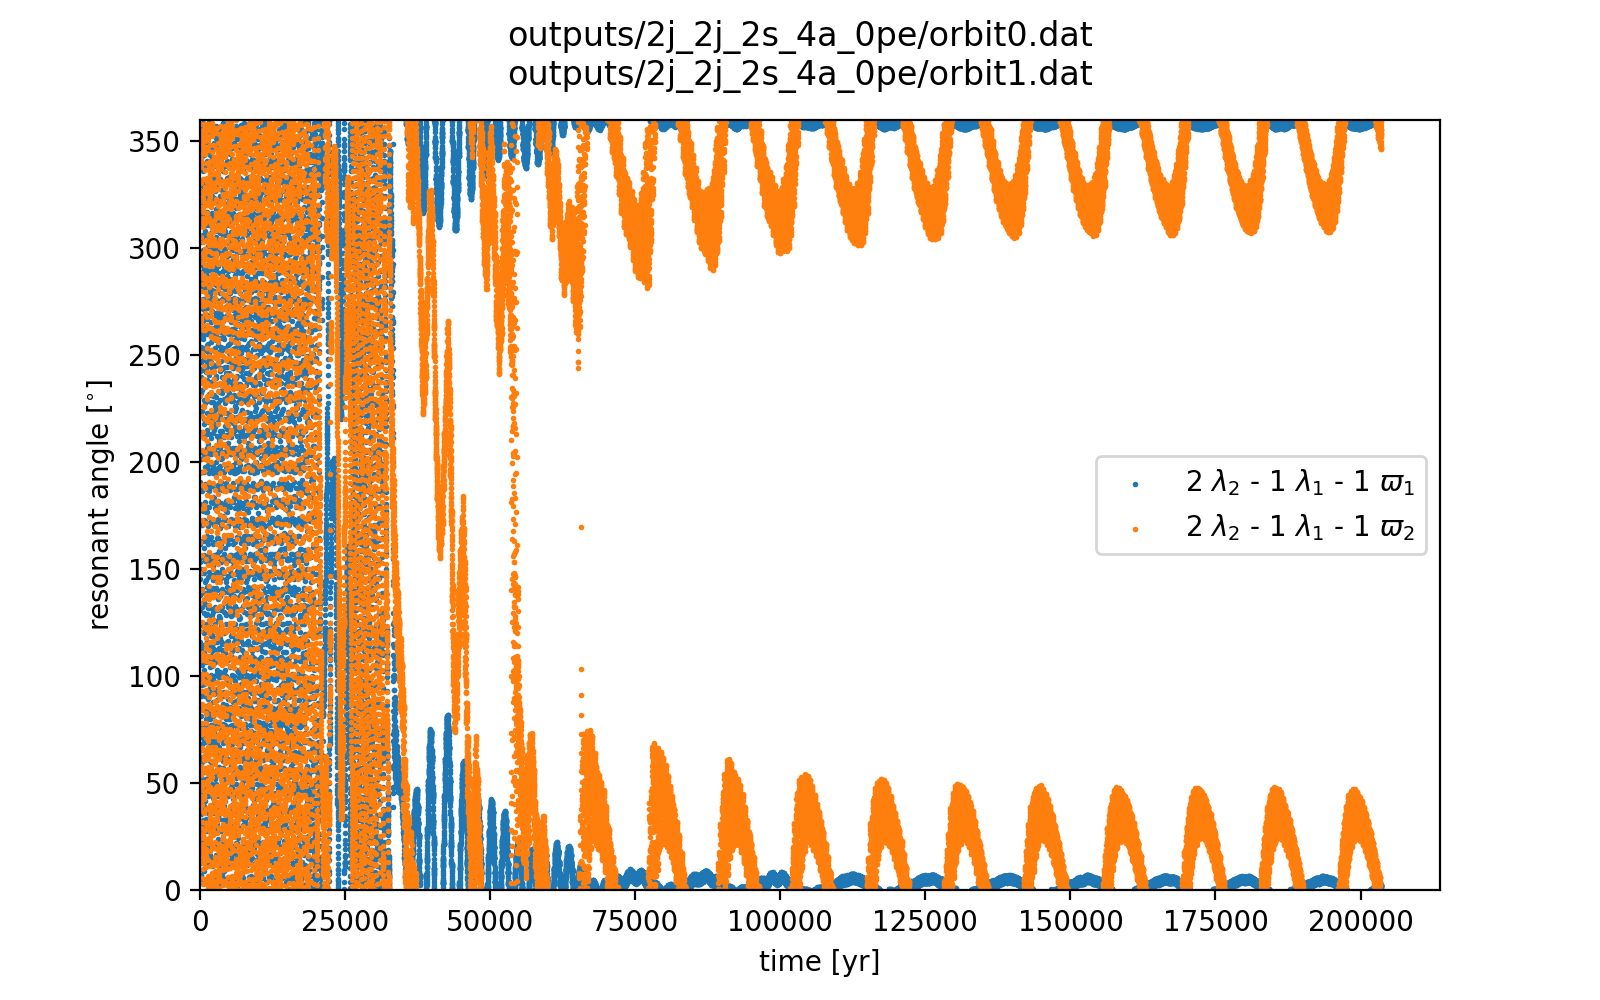 outputs/2j_2j_2s_4a_0pe/orbit0.dat
outputs/2j_2j_2s_4a_0pe/orbit1.dat
350
300
250
200
150
100
50
0
resonant angle [°]
2 λ₂ - 1 λ₁ - 1 ϖ₁
2 λ₂ - 1 λ₁ - 1 ϖ₂
0 25000 50000 75000 100000 125000 150000 175000 200000
time [yr]